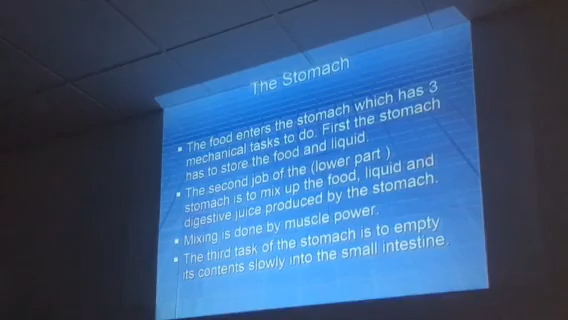 The Stomach
▪ The food enters the stomach which has 3
mechanical tasks to do. First the stomach
has to store the food and liquid.
▪ The second job of the (lower part )
stomach is to mix up the food, liquid and
digestive juice produced by the stomach.
▪ Mixing is done by muscle power.
▪ The third task of the stomach is to empty
its contents slowly into the small intestine.